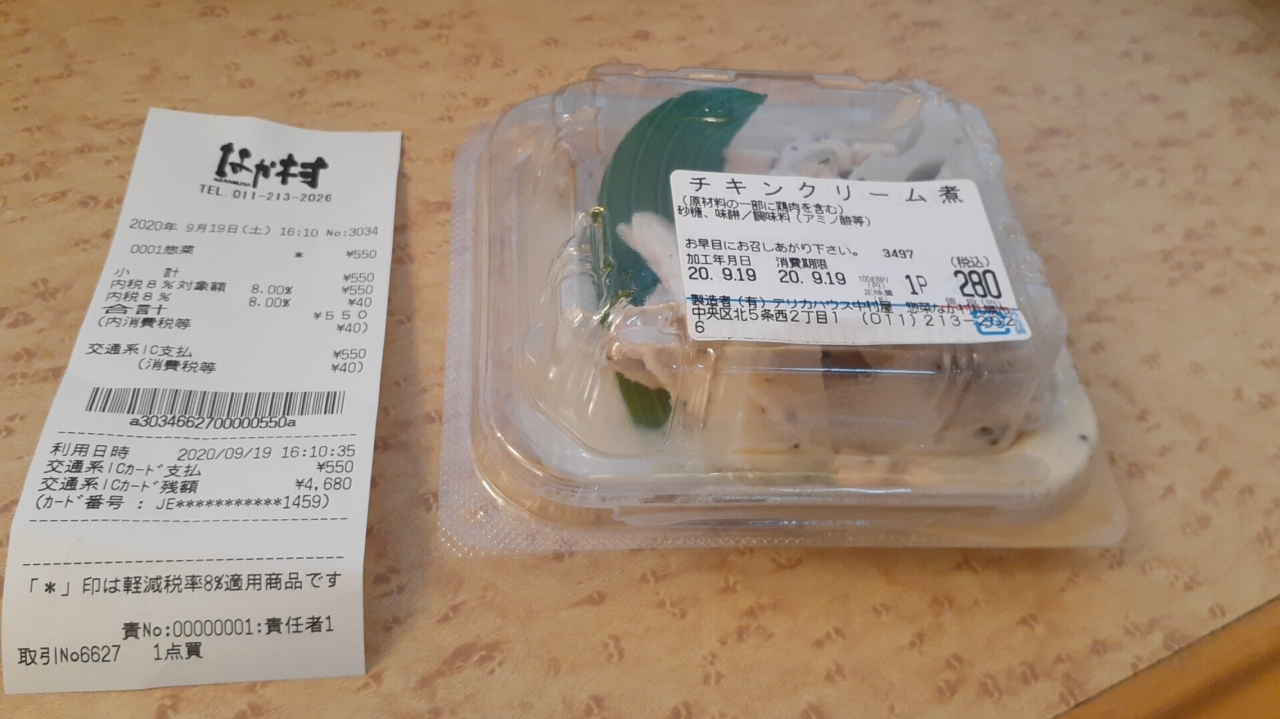 なか村
NAKAMURA
TEL. 011-213-2026
2020年 9月19日(土) 16:10 No:3034
0001惣菜 * ¥550
小 計 ¥550
内税8%対象額 8.00% ¥550
内税8% 8.00% ¥40
合計 ¥550
(内消費税等 ¥40)
交通系IC支払 ¥550
(消費税等 ¥40)
a3034662700000550a
利用日時 2020/09/19 16:10:35
交通系ICカード支払 ¥550
交通系ICカード残額 ¥4,680
(カード番号 : JE***********1459)
「*」印は軽減税率8%適用商品です
責No:00000001:責任者1
取引No6627 1点買
チキンクリーム煮
(原材料の一部に鶏肉を含む)
砂糖、味醂/調味料(アミノ酸等)
お早目にお召しあがり下さい。 3497
加工年月日 消費期限 (税込)
20.9.19 20.9.19 1P 280
製造者(有)デリカハウス中村屋 惣菜なか村
中央区北5条西2丁目1 (011)213-202
6